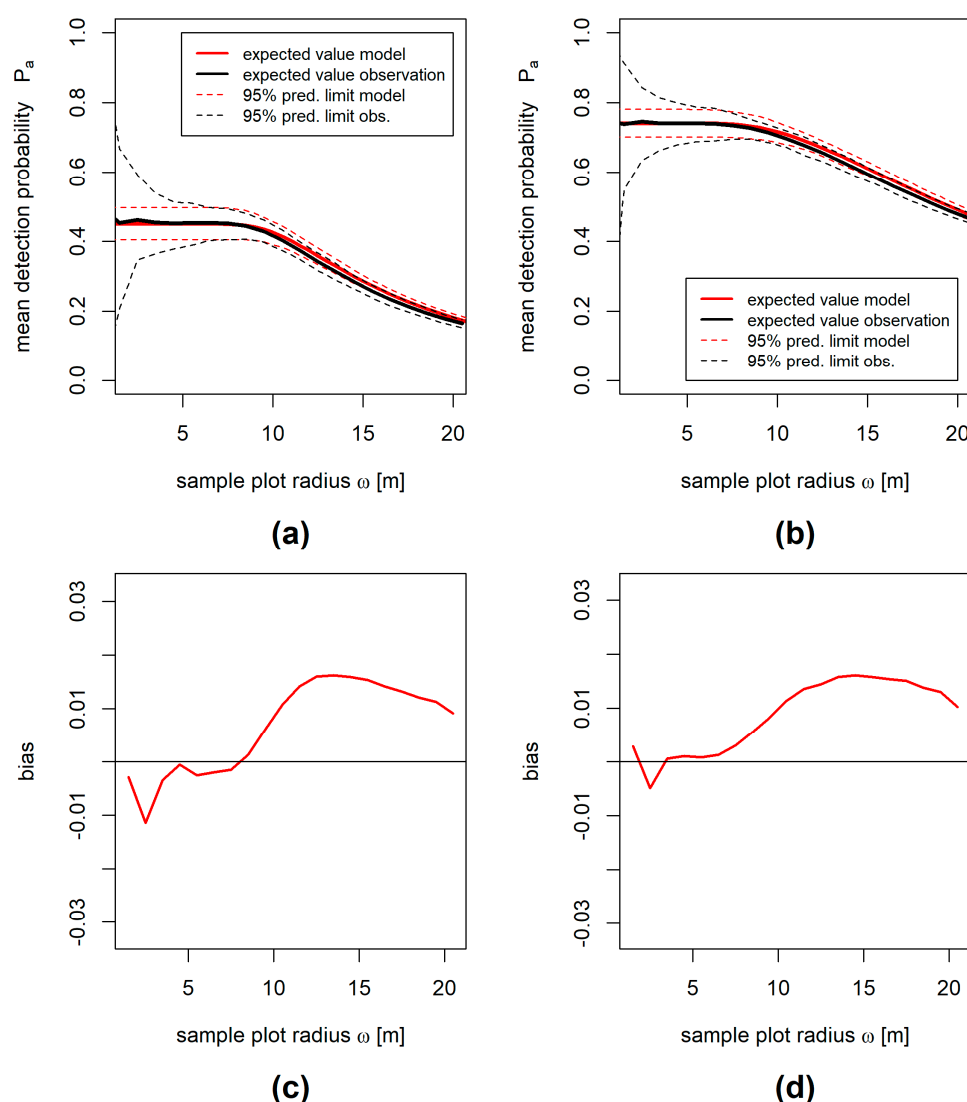 mean detection probability P_a
0.0 0.2 0.4 0.6 0.8 1.0
expected value model
expected value observation
95% pred. limit model
95% pred. limit obs.
5 10 15 20
sample plot radius ω [m]
(a)
mean detection probability P_a
0.0 0.2 0.4 0.6 0.8 1.0
expected value model
expected value observation
95% pred. limit model
95% pred. limit obs.
5 10 15 20
sample plot radius ω [m]
(b)
bias
-0.03 -0.01 0.01 0.03
5 10 15 20
sample plot radius ω [m]
(c)
bias
-0.03 -0.01 0.01 0.03
5 10 15 20
sample plot radius ω [m]
(d)